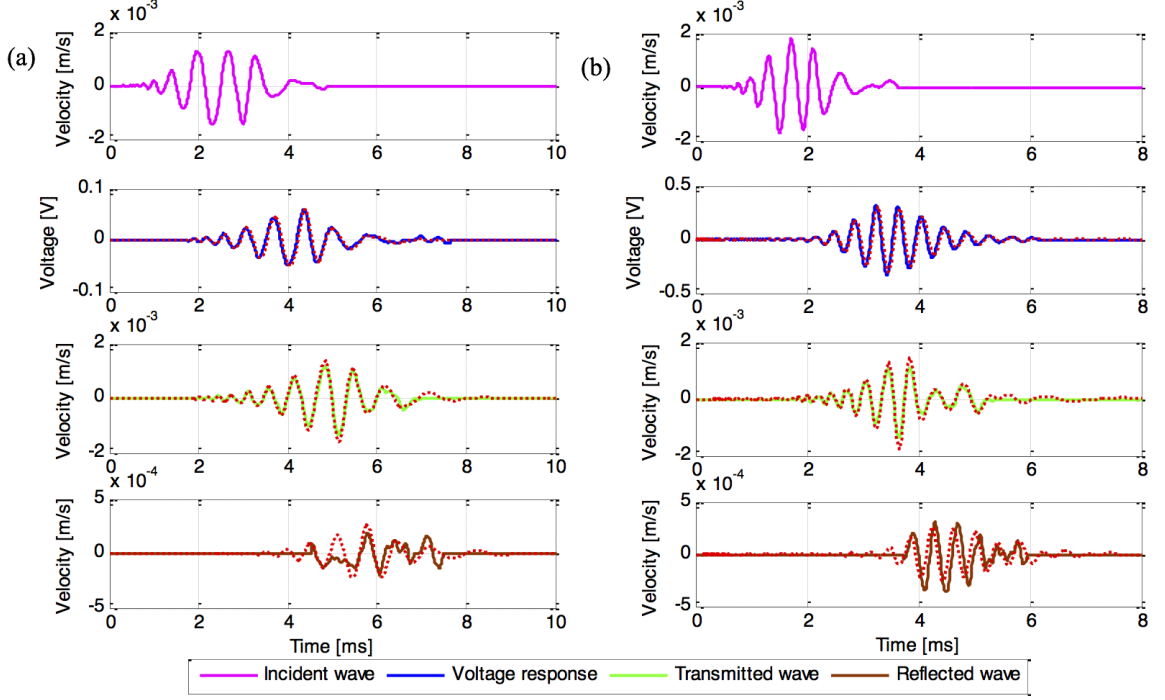 (a)
x 10⁻³
Velocity [m/s]
2
0
-2
0 2 4 6 8 10
Voltage [V]
0.1
0
-0.1
0 2 4 6 8 10
x 10⁻³
Velocity [m/s]
2
0
-2
0 2 4 6 8 10
x 10⁻⁴
Velocity [m/s]
5
0
-5
0 2 4 6 8 10
Time [ms]
(b)
x 10⁻³
Velocity [m/s]
2
0
-2
0 2 4 6 8
Voltage [V]
0.5
0
-0.5
0 2 4 6 8
x 10⁻³
Velocity [m/s]
2
0
-2
0 2 4 6 8
x 10⁻⁴
Velocity [m/s]
5
0
-5
0 2 4 6 8
Time [ms]
Incident wave Voltage response Transmitted wave Reflected wave